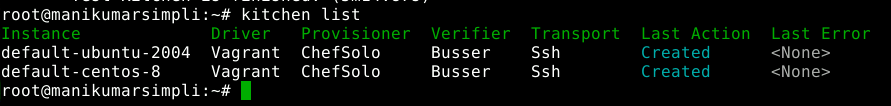 root@manikumarsimpli:~# kitchen list
Instance Driver Provisioner Verifier Transport Last Action Last Error
default-ubuntu-2004 Vagrant ChefSolo Busser Ssh Created <None>
default-centos-8 Vagrant ChefSolo Busser Ssh Created <None>
root@manikumarsimpli:~#